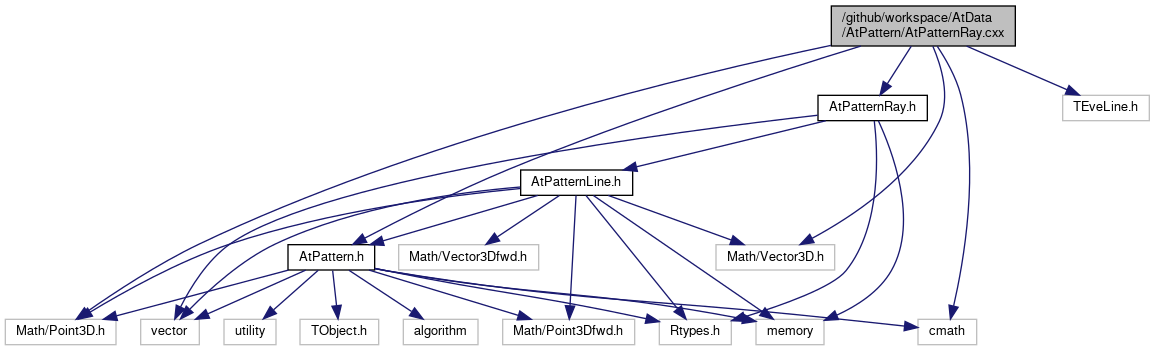 /github/workspace/AtData
/AtPattern/AtPatternRay.cxx
AtPatternRay.h
TEveLine.h
AtPatternLine.h
AtPattern.h
Math/Vector3Dfwd.h
Math/Vector3D.h
Math/Point3D.h
vector
utility
TObject.h
algorithm
Math/Point3Dfwd.h
Rtypes.h
memory
cmath